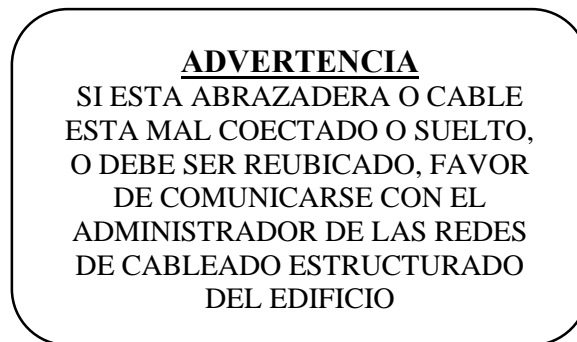 ADVERTENCIA
SI ESTA ABRAZADERA O CABLE
ESTA MAL COECTADO O SUELTO,
O DEBE SER REUBICADO, FAVOR
DE COMUNICARSE CON EL
ADMINISTRADOR DE LAS REDES
DE CABLEADO ESTRUCTURADO
DEL EDIFICIO